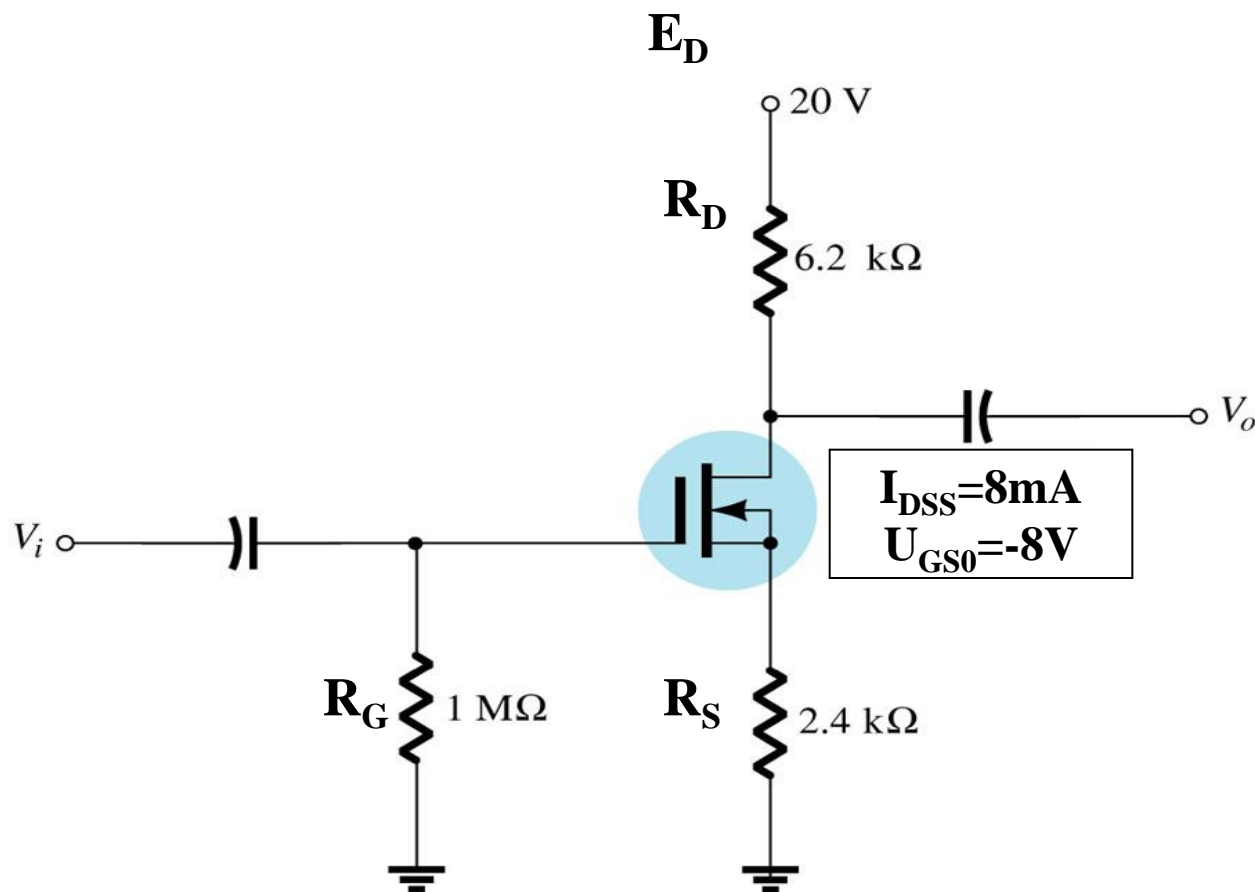 E_D
20 V
R_D
6.2 kΩ
V_o
I_DSS=8mA
U_GS0=-8V
V_i
R_G
1 MΩ
R_S
2.4 kΩ